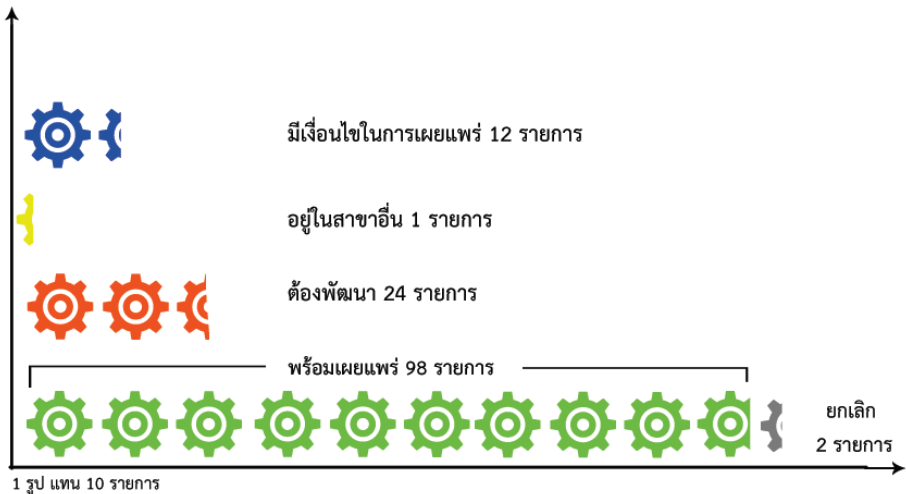 มีเงื่อนไขในการเผยแพร่ 12 รายการ
อยู่ในสาขาอื่น 1 รายการ
ต้องพัฒนา 24 รายการ
พร้อมเผยแพร่ 98 รายการ
ยกเลิก
2 รายการ
1 รูป แทน 10 รายการ